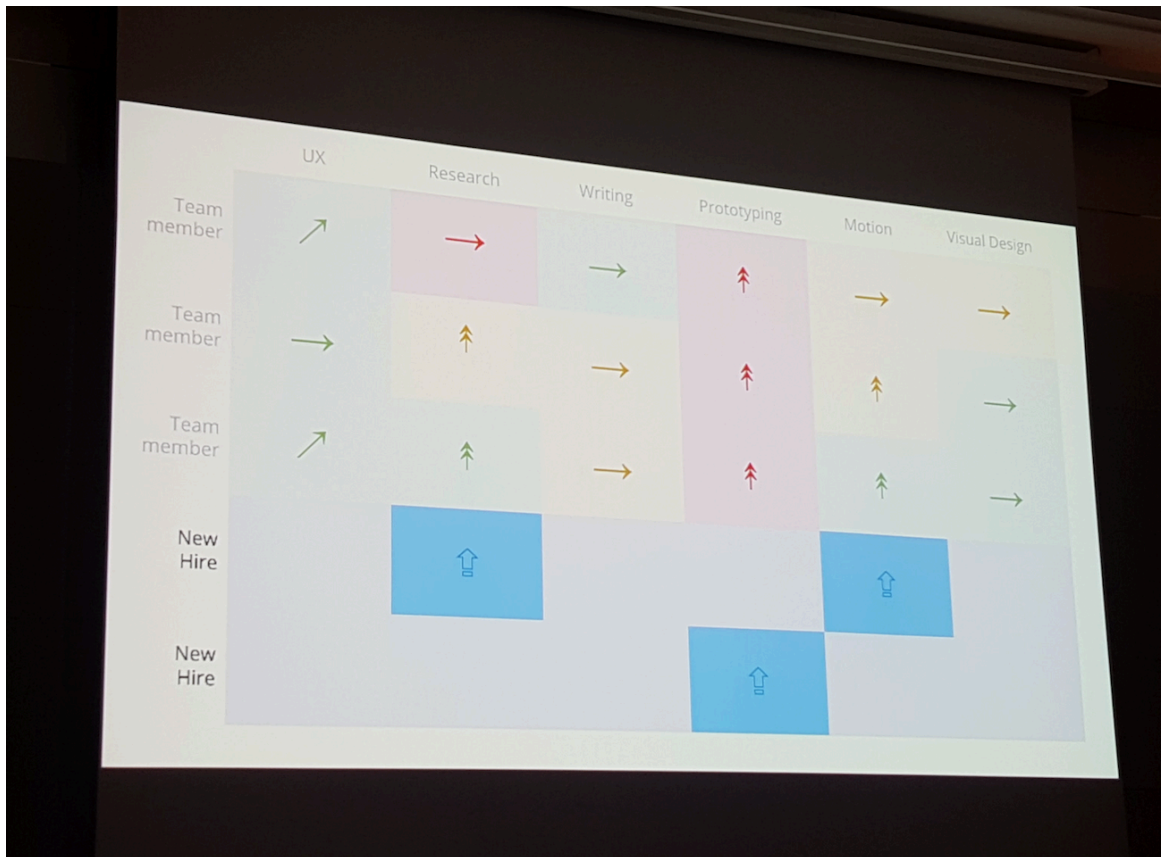 UX
Research
Writing
Prototyping
Motion
Visual Design
Team
member
Team
member
Team
member
New
Hire
New
Hire